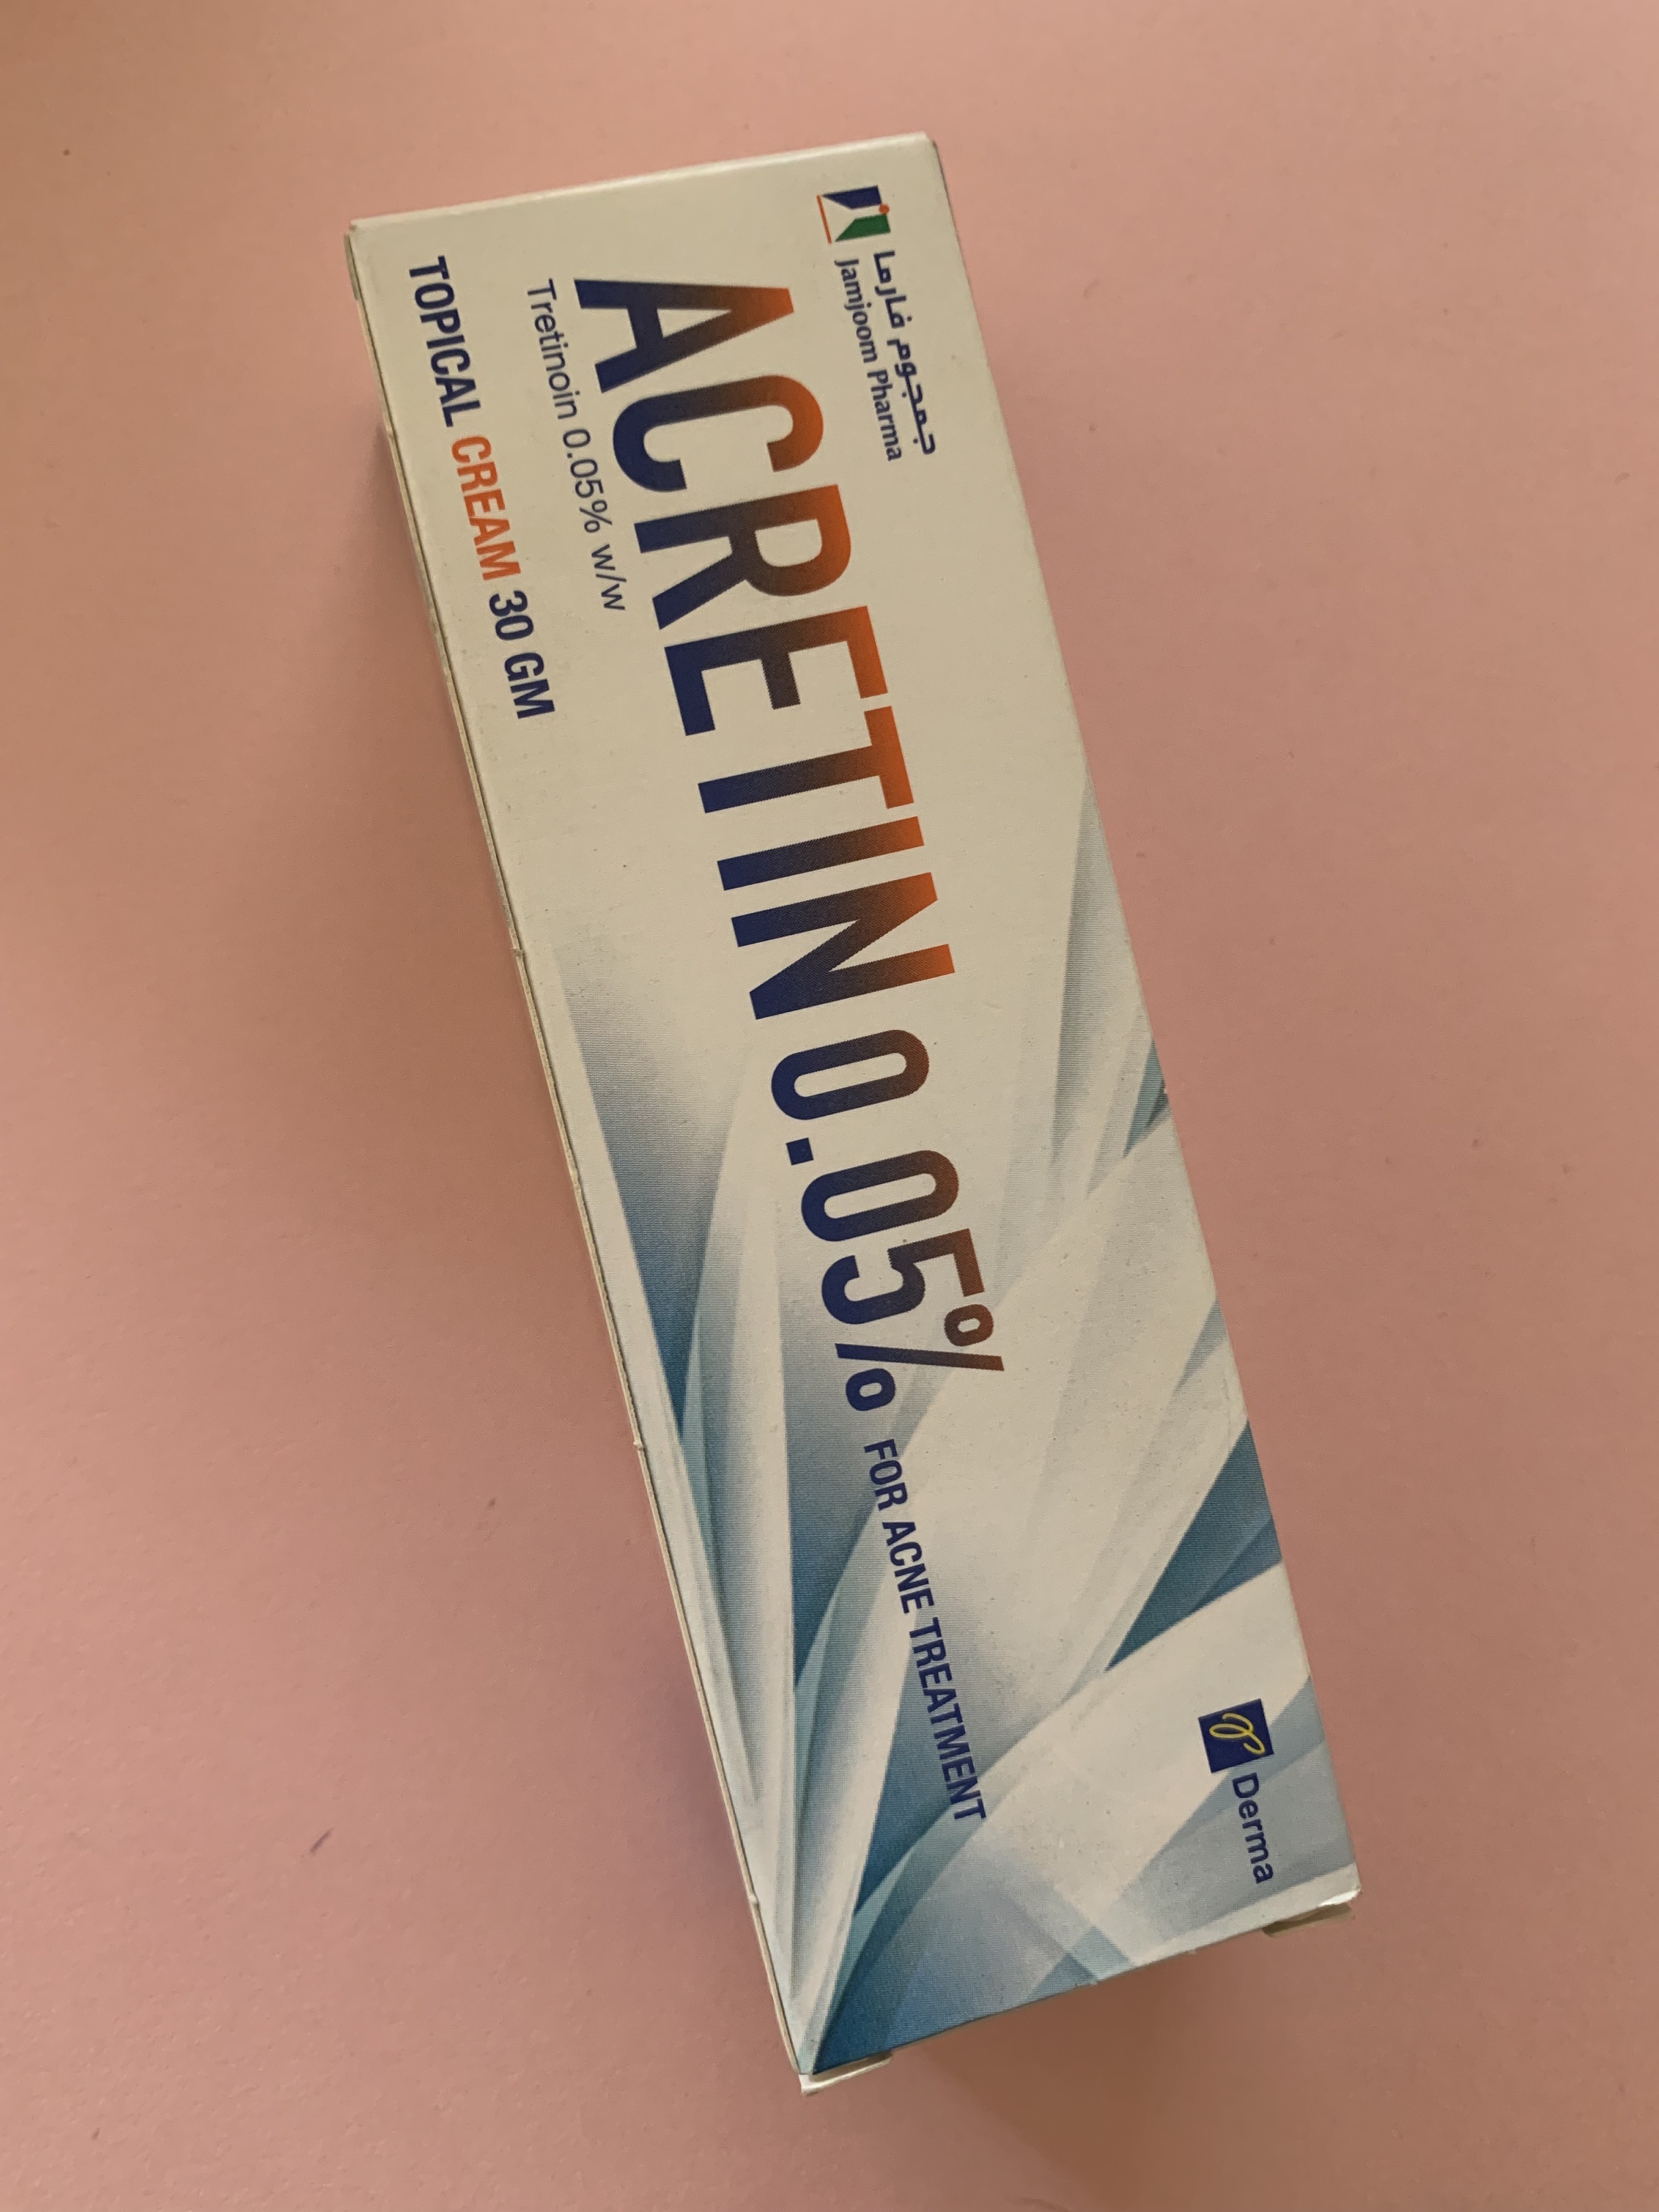 جمجوم فارما
Jamjoom Pharma
ACRETIN 0.05% FOR ACNE TREATMENT
Tretinoin 0.05% w/w
TOPICAL CREAM 30 GM
Derma